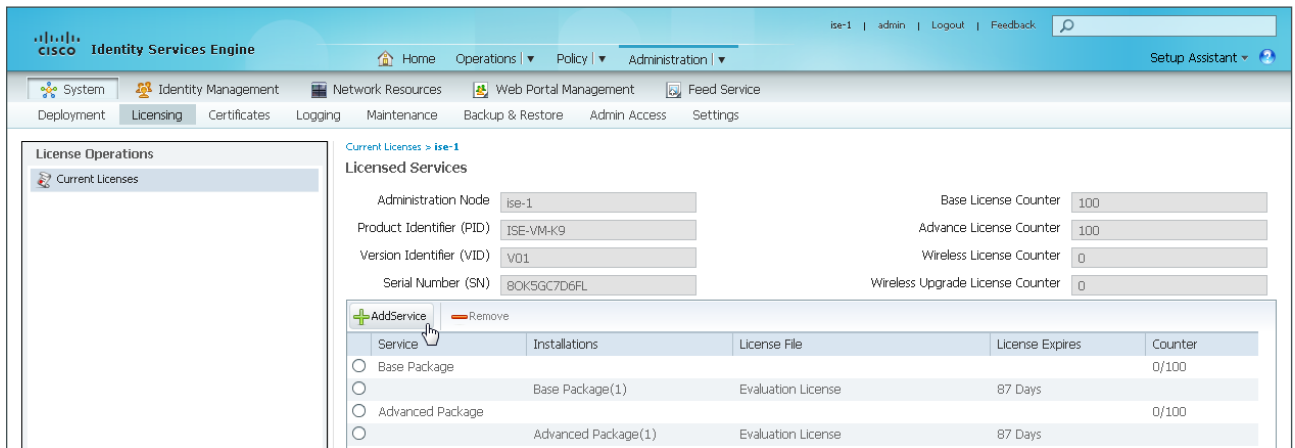 ise-1 | admin | Logout | Feedback
CISCO Identity Services Engine
Home Operations | Policy | Administration | Setup Assistant
System Identity Management Network Resources Web Portal Management Feed Service
Deployment Licensing Certificates Logging Maintenance Backup & Restore Admin Access Settings
License Operations
Current Licenses
Current Licenses > ise-1
Licensed Services
Administration Node ise-1 Base License Counter 100
Product Identifier (PID) ISE-VM-K9 Advance License Counter 100
Version Identifier (VID) V01 Wireless License Counter 0
Serial Number (SN) 8OK5GC7D6FL Wireless Upgrade License Counter 0
AddService Remove
Service Installations License File License Expires Counter
Base Package 0/100
Base Package(1) Evaluation License 87 Days
Advanced Package 0/100
Advanced Package(1) Evaluation License 87 Days